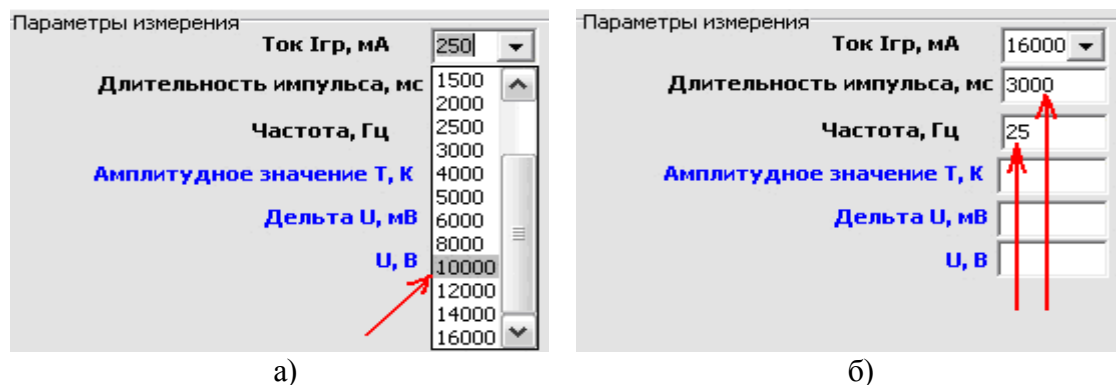 Параметры измерения
Ток Iгр, мА 250
Длительность импульса, мс
Частота, Гц
Амплитудное значение Т, К
Дельта U, мВ
U, В
1500
2000
2500
3000
4000
5000
6000
8000
10000
12000
14000
16000
а)
Параметры измерения
Ток Iгр, мА 16000
Длительность импульса, мс 3000
Частота, Гц 25
Амплитудное значение Т, К
Дельта U, мВ
U, В
б)